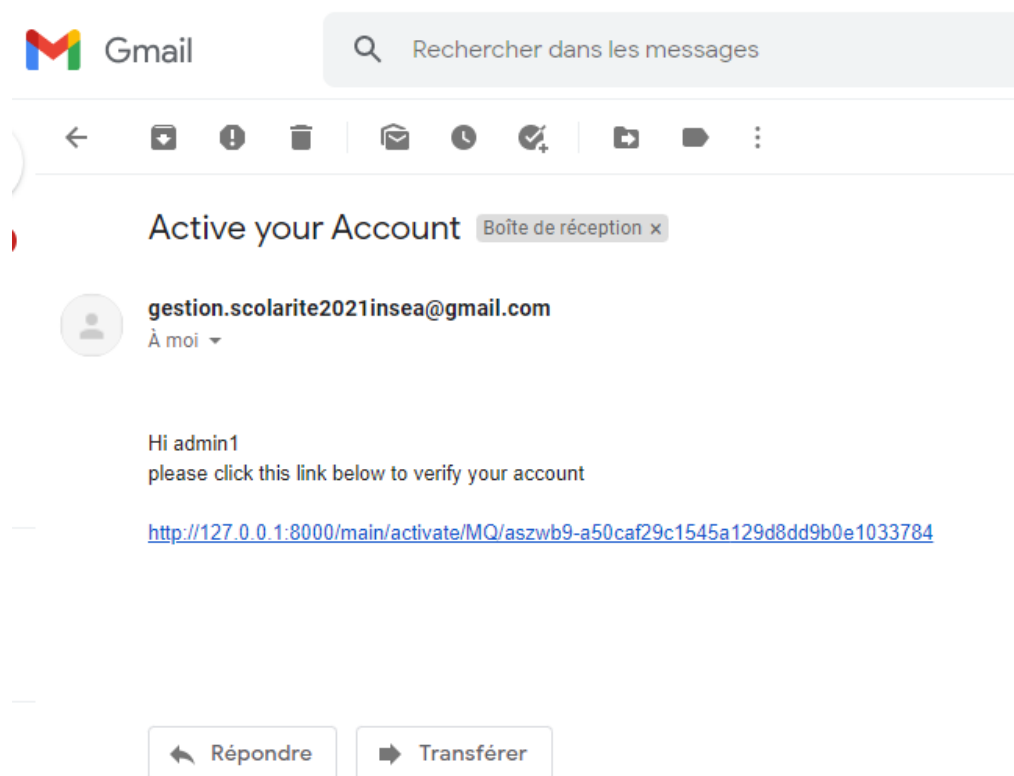 Gmail
Rechercher dans les messages
Active your Account Boîte de réception x
gestion.scolarite2021insea@gmail.com
À moi
Hi admin1
please click this link below to verify your account
http://127.0.0.1:8000/main/activate/MQ/aszwb9-a50caf29c1545a129d8dd9b0e1033784
Répondre Transférer